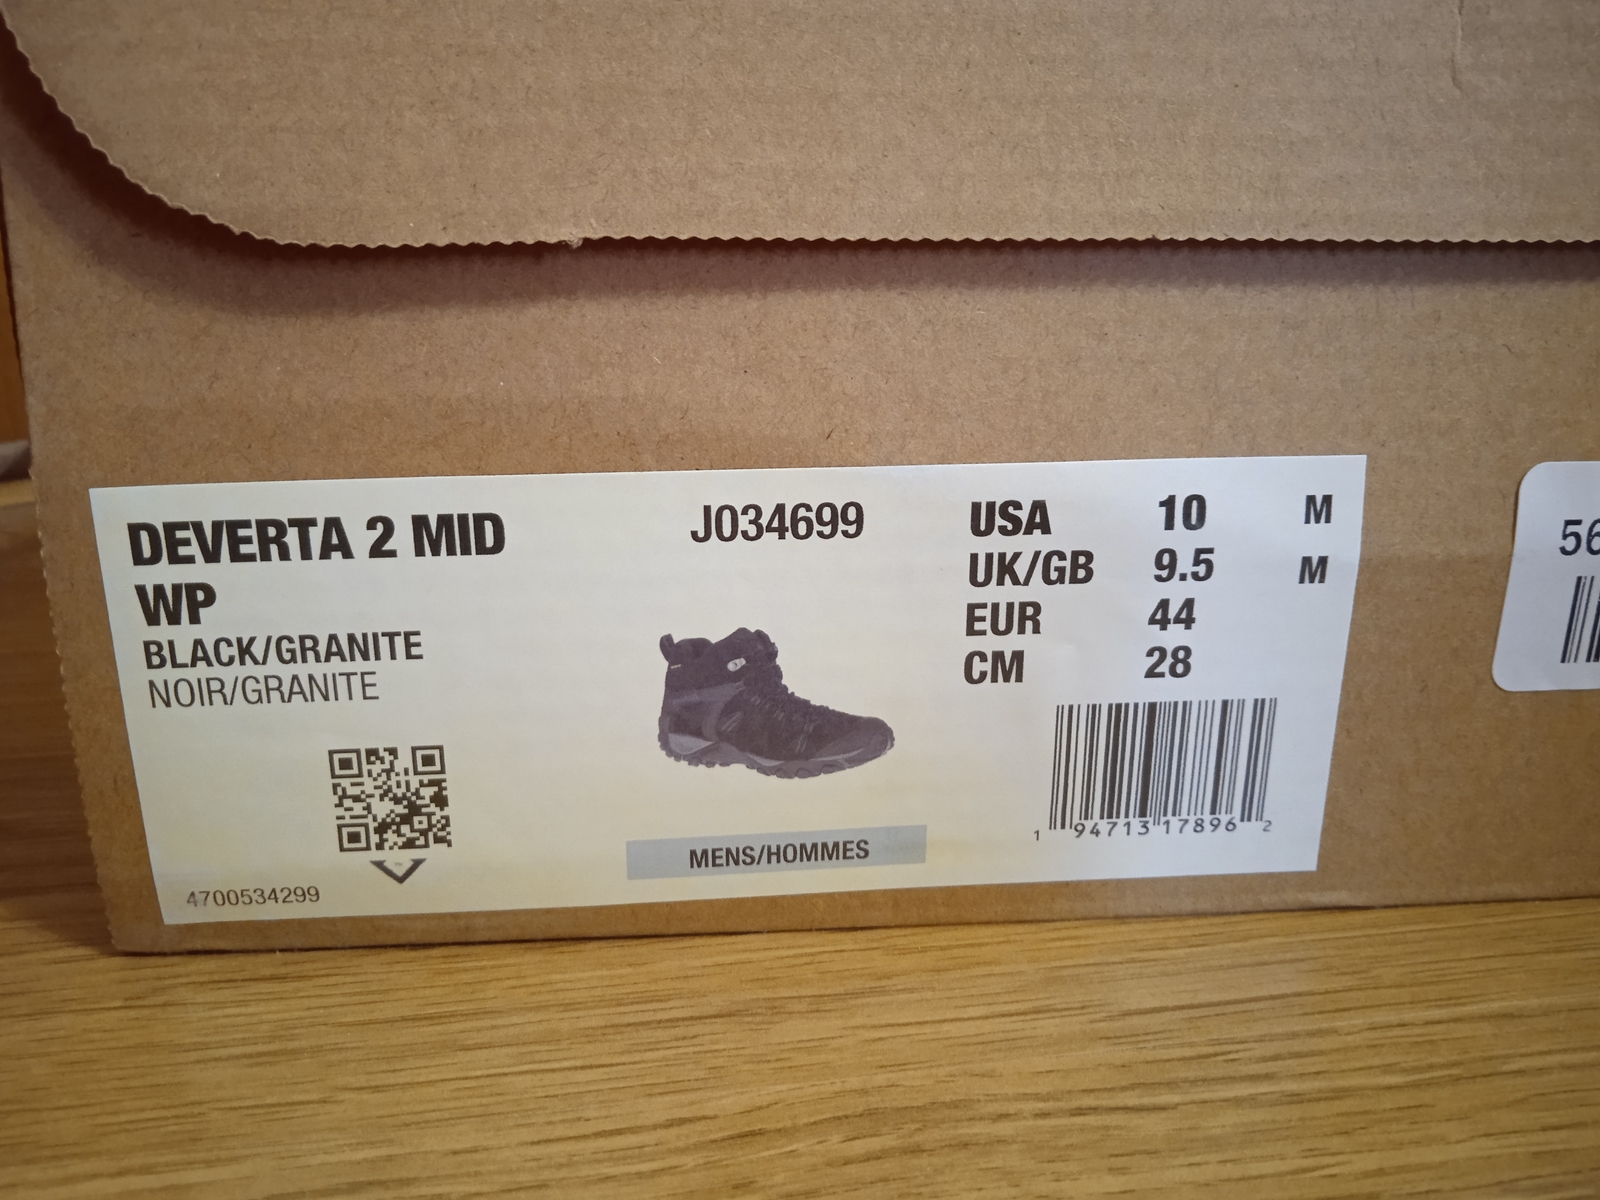 DEVERTA 2 MID
WP
BLACK/GRANITE
NOIR/GRANITE
4700534299
J034699
MENS/HOMMES
USA 10 M
UK/GB 9.5 M
EUR 44
CM 28
1 94713 17896 2